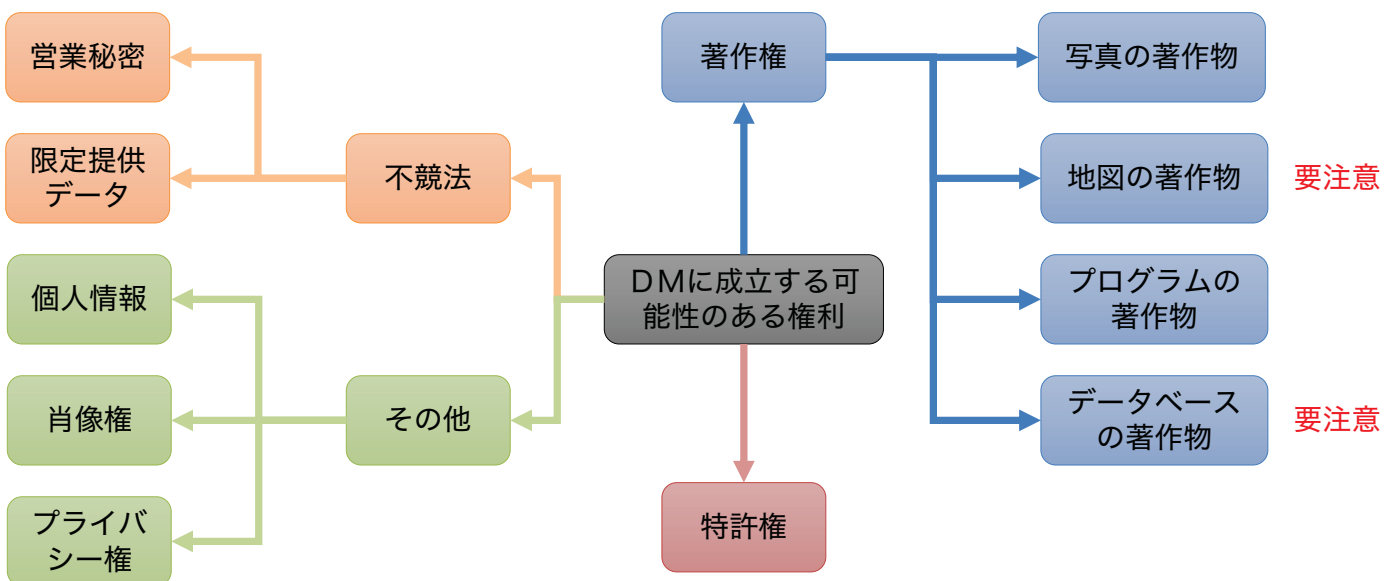 営業秘密
限定提供
データ
個人情報
肖像権
プライバ
シー権
不競法
その他
著作権
ＤＭに成立する可
能性のある権利
特許権
写真の著作物
地図の著作物
要注意
プログラムの
著作物
データベース
の著作物
要注意